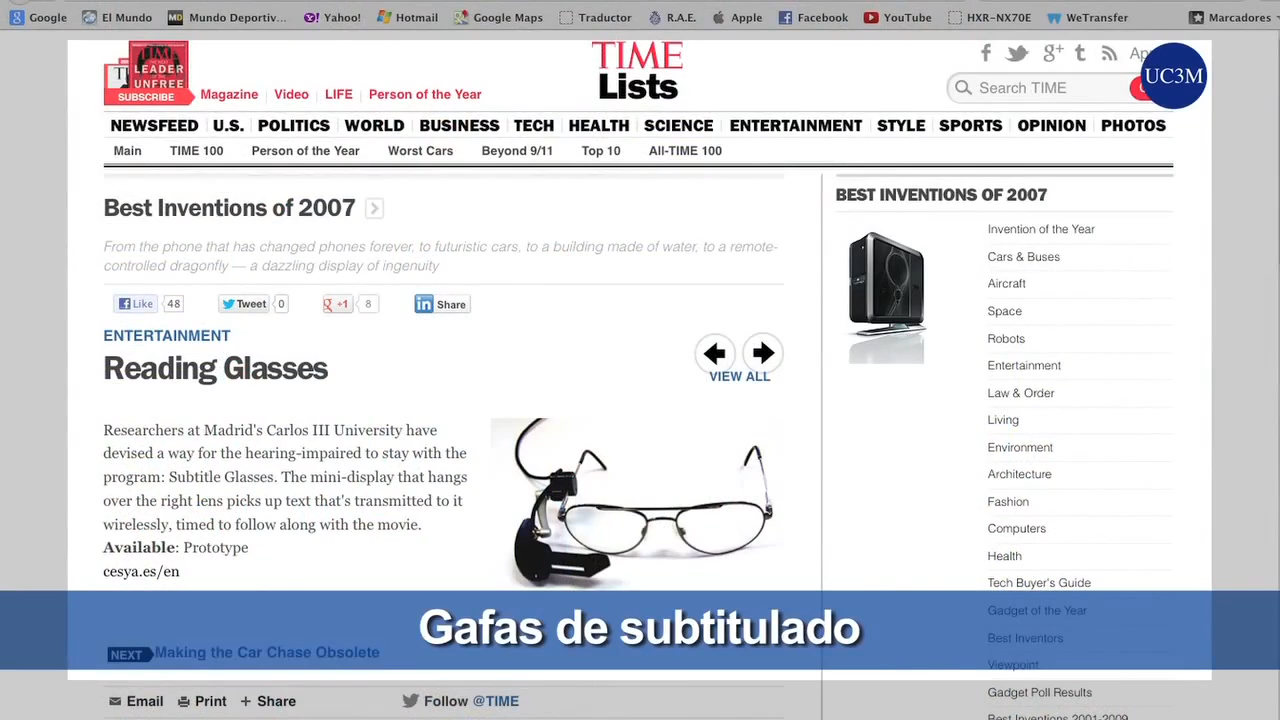 Google El Mundo Mundo Deportiv... Yahoo! Hotmail Google Maps Traductor R.A.E. Apple Facebook YouTube HXR-NX70E WeTransfer Marcadores
LEADER
UNFREE
SUBSCRIBE
Magazine Video LIFE Person of the Year
TIME
Lists
UC3M
Search TIME
NEWSFEED U.S. POLITICS WORLD BUSINESS TECH HEALTH SCIENCE ENTERTAINMENT STYLE SPORTS OPINION PHOTOS
Main TIME 100 Person of the Year Worst Cars Beyond 9/11 Top 10 All-TIME 100
Best Inventions of 2007
From the phone that has changed phones forever, to futuristic cars, to a building made of water, to a remote-
controlled dragonfly — a dazzling display of ingenuity
Like 48 Tweet 0 +1 8 Share
ENTERTAINMENT
Reading Glasses
VIEW ALL
Researchers at Madrid's Carlos III University have
devised a way for the hearing-impaired to stay with the
program: Subtitle Glasses. The mini-display that hangs
over the right lens picks up text that's transmitted to it
wirelessly, timed to follow along with the movie.
Available: Prototype
cesya.es/en
BEST INVENTIONS OF 2007
Invention of the Year
Cars & Buses
Aircraft
Space
Robots
Entertainment
Law & Order
Living
Environment
Architecture
Fashion
Computers
Health
Tech Buyer's Guide
Gadget of the Year
Best Inventors
Viewpoint
Gadget Poll Results
Best Inventions 2001-2009
Gafas de subtitulado
NEXT Making the Car Chase Obsolete
Email Print + Share Follow @TIME